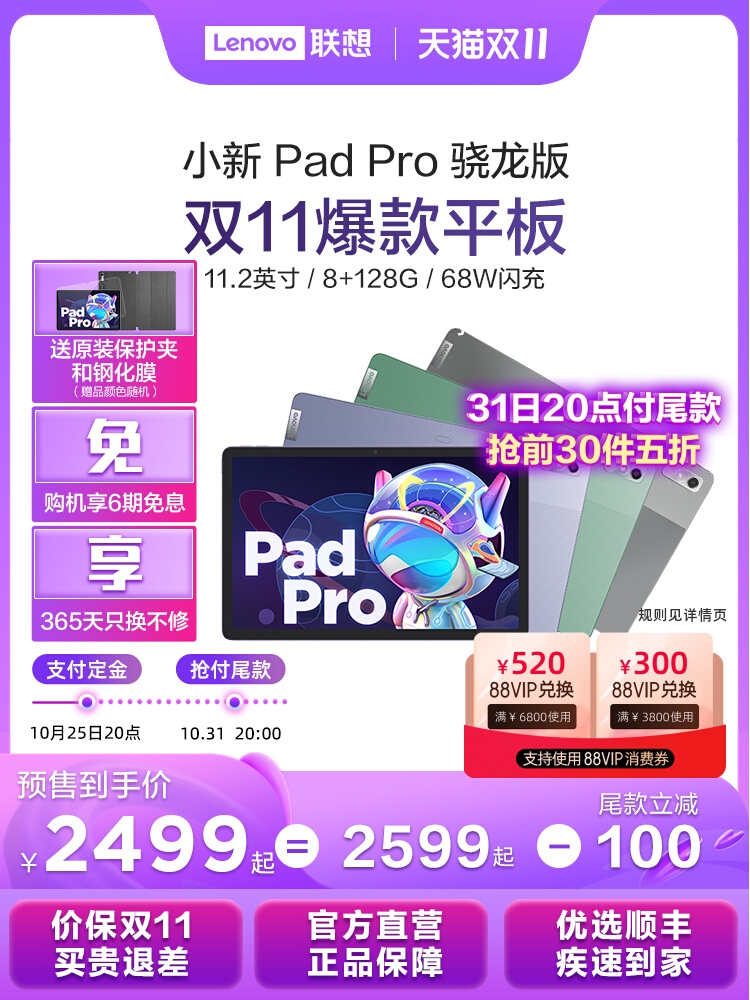 Lenovo 联想 天猫双11
小新 Pad Pro 骁龙版
双11爆款平板
11.2英寸 / 8+128G / 68W闪充
Pad
Pro
送原装保护夹
和钢化膜
（赠品颜色随机）
免
购机享6期免息
享
365天只换不修
Lenovo
Lenovo
Lenovo
31日20点付尾款
抢前30件五折
Pad
Pro
规则见详情页
支付定金
抢付尾款
10月25日20点
10.31 20:00
¥520
88VIP兑换
满¥6800使用
¥300
88VIP兑换
满¥3800使用
支持使用88VIP消费券
预售到手价
¥2499起=2599起-100
尾款立减
价保双11
买贵退差
官方直营
正品保障
优选顺丰
疾速到家